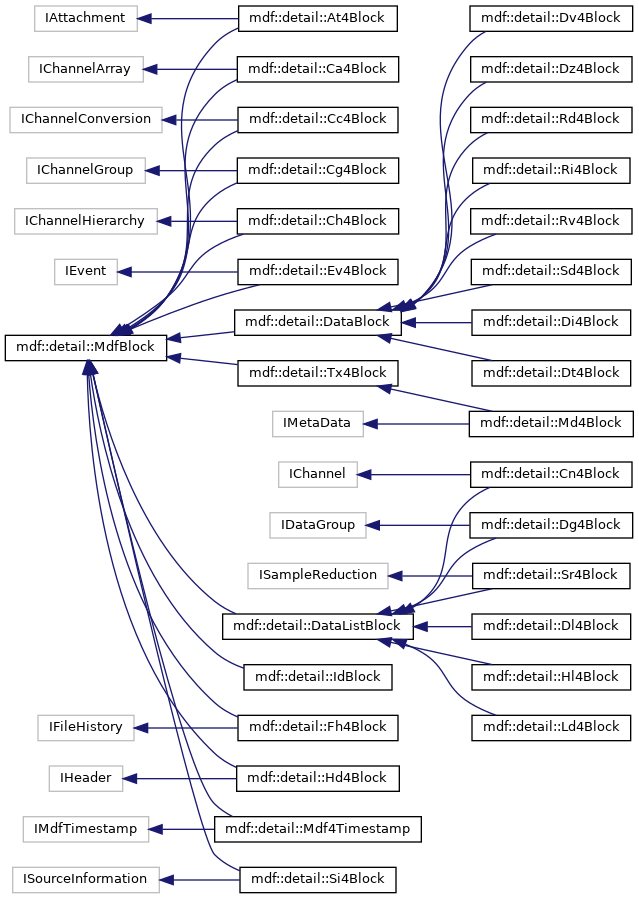 IAttachment
mdf::detail::At4Block
mdf::detail::Dv4Block
IChannelArray
mdf::detail::Ca4Block
mdf::detail::Dz4Block
IChannelConversion
mdf::detail::Cc4Block
mdf::detail::Rd4Block
IChannelGroup
mdf::detail::Cg4Block
mdf::detail::Ri4Block
IChannelHierarchy
mdf::detail::Ch4Block
mdf::detail::Rv4Block
IEvent
mdf::detail::Ev4Block
mdf::detail::Sd4Block
mdf::detail::DataBlock
mdf::detail::Di4Block
mdf::detail::MdfBlock
mdf::detail::Tx4Block
mdf::detail::Dt4Block
IMetaData
mdf::detail::Md4Block
IChannel
mdf::detail::Cn4Block
IDataGroup
mdf::detail::Dg4Block
ISampleReduction
mdf::detail::Sr4Block
mdf::detail::DataListBlock
mdf::detail::Dl4Block
mdf::detail::IdBlock
mdf::detail::Hl4Block
IFileHistory
mdf::detail::Fh4Block
mdf::detail::Ld4Block
IHeader
mdf::detail::Hd4Block
IMdfTimestamp
mdf::detail::Mdf4Timestamp
ISourceInformation
mdf::detail::Si4Block